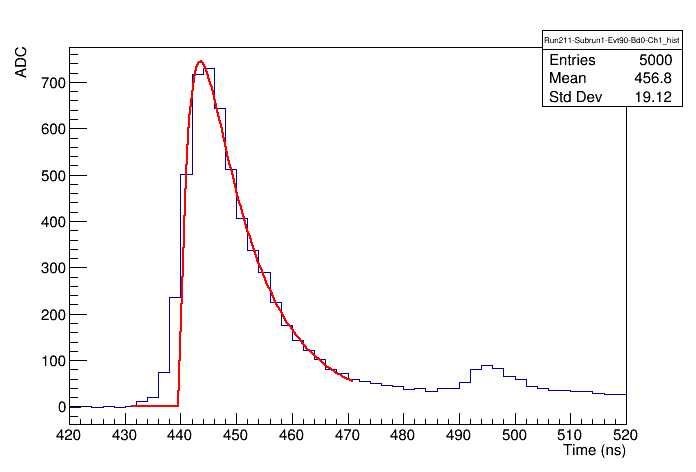 Run211-Subrun1-Evt90-Bd0-Ch1_hist
Entries 5000
Mean 456.8
Std Dev 19.12
ADC
700
600
500
400
300
200
100
0
420 430 440 450 460 470 480 490 500 510 520
Time (ns)